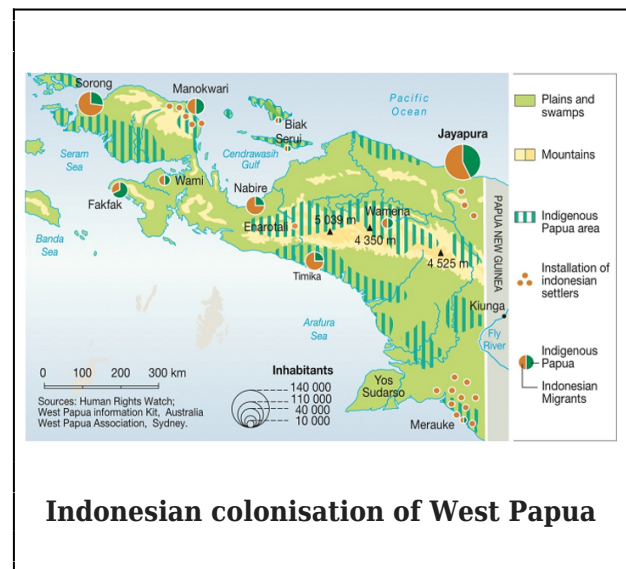 Sorong
Manokwari
Pacific
Ocean
Biak
Serui
Jayapura
Seram
Sea
Cendrawasih
Gulf
Wami
Fakfak
Nabire
Enarotali
5 039 m
Wamena
4 350 m
4 525 m
Banda
Sea
Timika
PAPUA NEW GUINEA
Kiunga
Fly
River
Arafura
Sea
Yos
Sudarso
Merauke
0 100 200 300 km
Sources: Human Rights Watch;
West Papua information Kit, Australia
West Papua Association, Sydney.
Inhabitants
140 000
110 000
40 000
10 000
Plains and
swamps
Mountains
Indigenous
Papua area
Installation of
indonesian
settlers
Indigenous
Papua
Indonesian
Migrants
Indonesian colonisation of West Papua